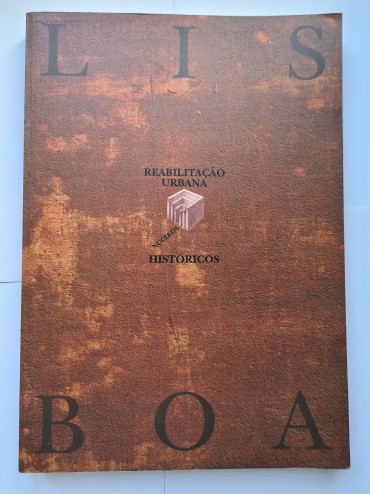 L I S
REABILITAÇÃO
URBANA
NÚCLEOS
HISTÓRICOS
B O A